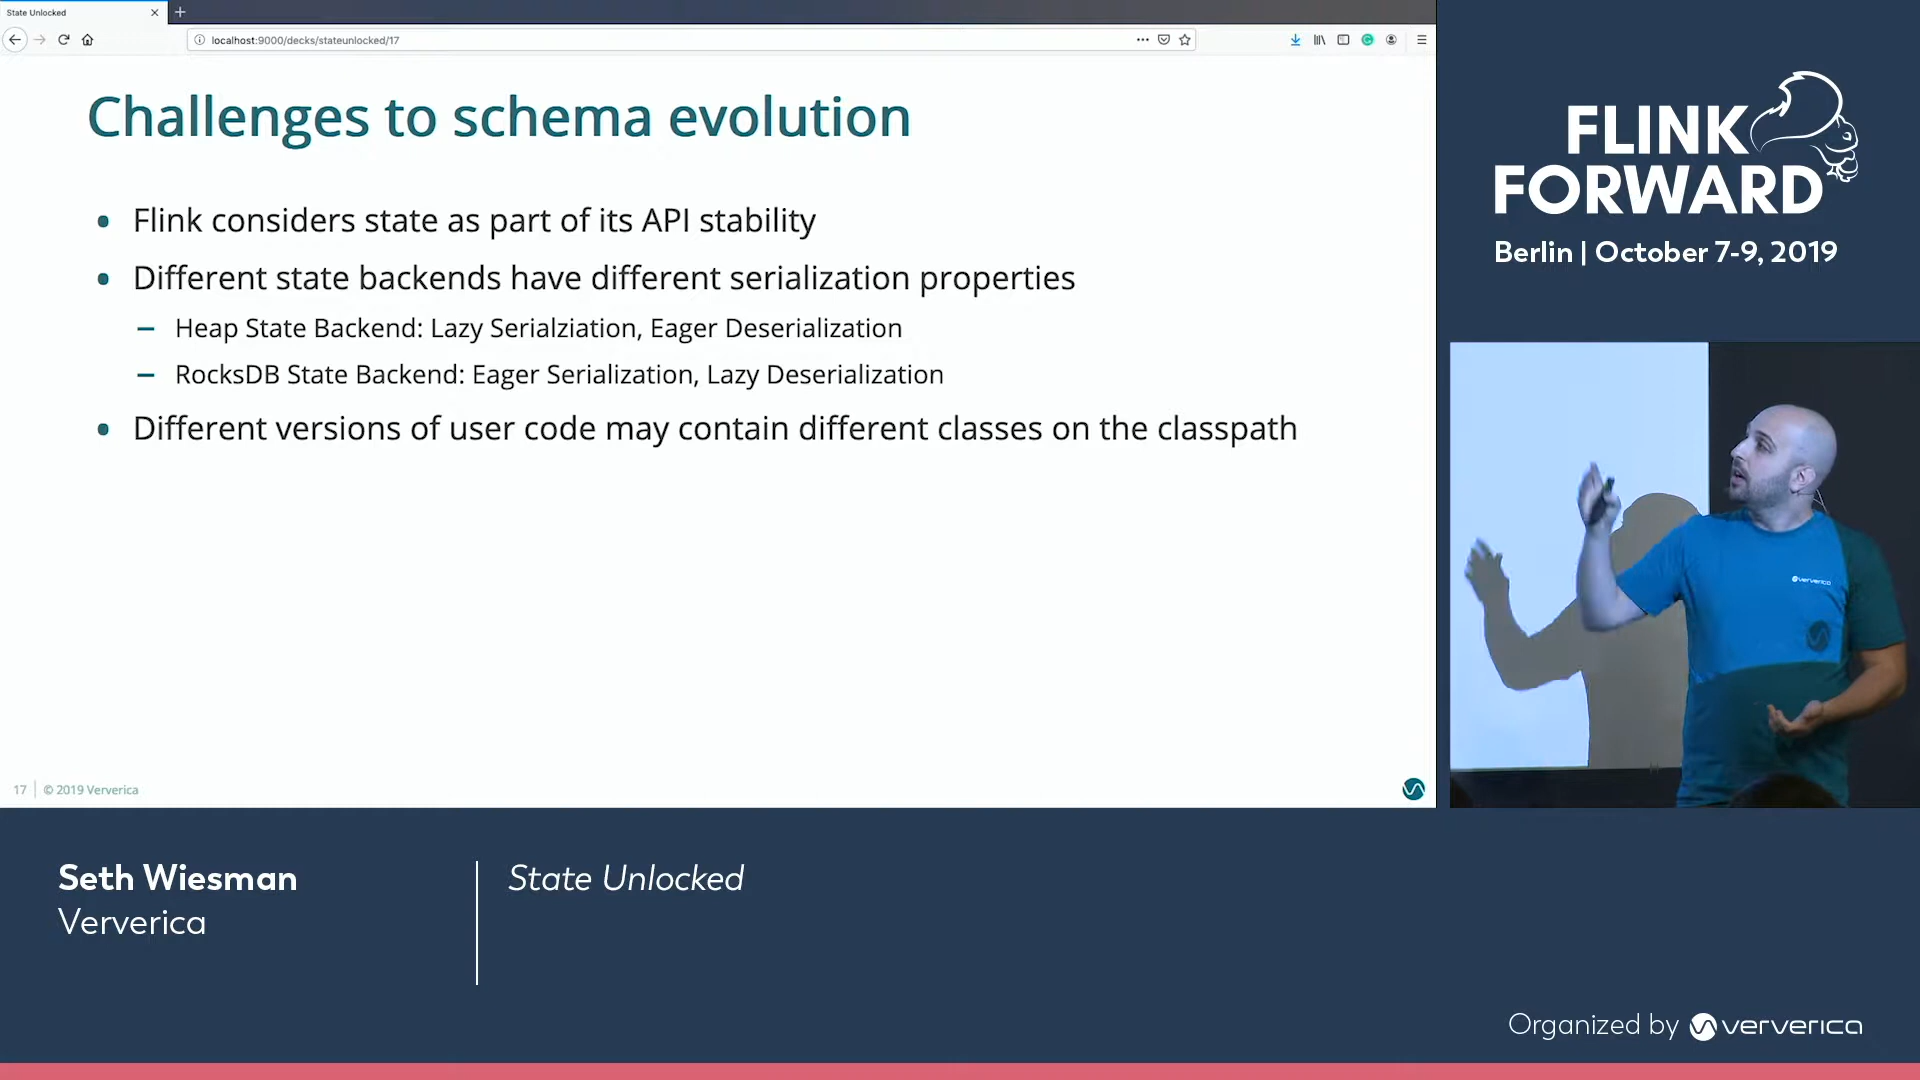 State Unlocked
localhost:9000/decks/stateunlocked/17
Challenges to schema evolution
• Flink considers state as part of its API stability
• Different state backends have different serialization properties
– Heap State Backend: Lazy Serialziation, Eager Deserialization
– RocksDB State Backend: Eager Serialization, Lazy Deserialization
• Different versions of user code may contain different classes on the classpath
17 | © 2019 Ververica
FLINK
FORWARD
Berlin | October 7-9, 2019
ververica
Seth Wiesman
Ververica
State Unlocked
Organized by ververica